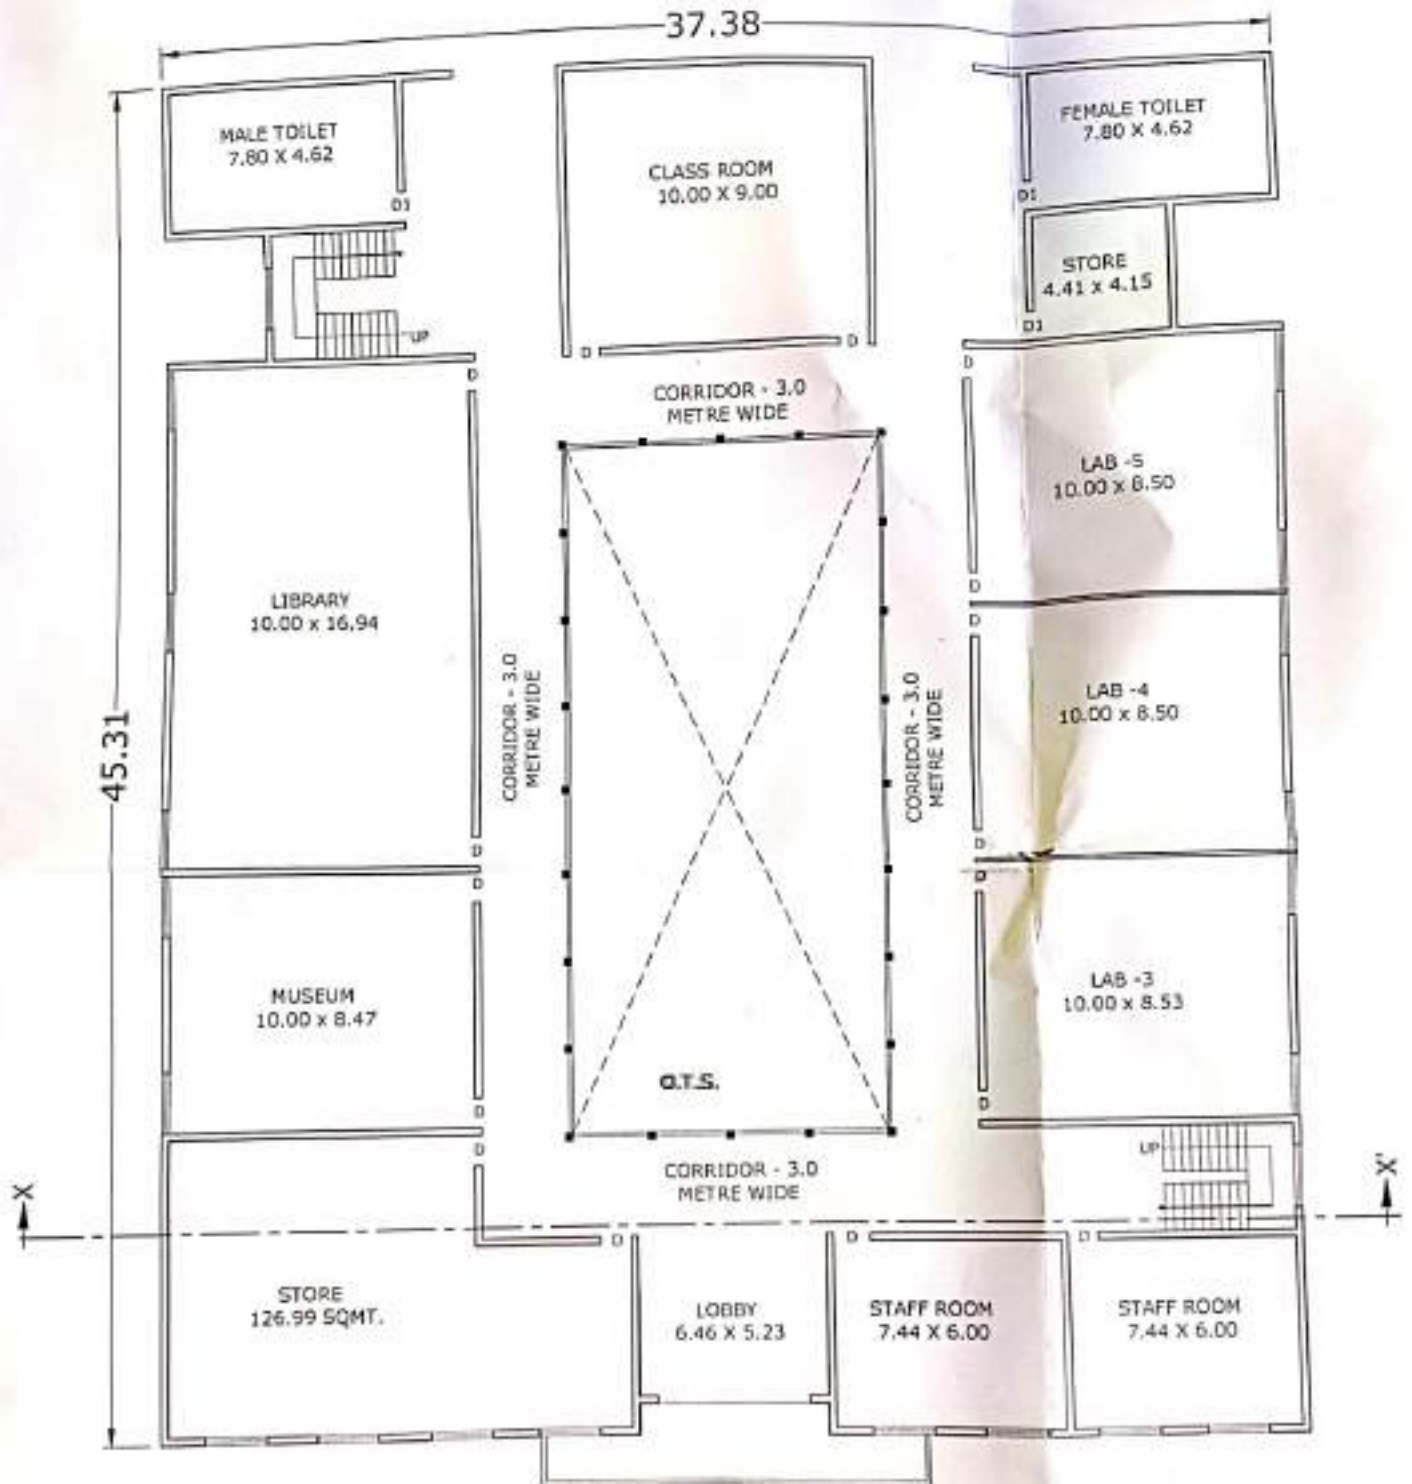 37.38
MALE TOILET
7.80 X 4.62
D1
CLASS ROOM
10.00 X 9.00
FEMALE TOILET
7.80 X 4.62
D1
STORE
4.41 x 4.15
D1
UP
D
D
D
D
CORRIDOR - 3.0
METRE WIDE
LAB -5
10.00 x 8.50
D
LIBRARY
10.00 x 16.94
D
CORRIDOR - 3.0
METRE WIDE
CORRIDOR - 3.0
METRE WIDE
LAB -4
10.00 x 8.50
45.31
D
D
D
D
MUSEUM
10.00 x 8.47
LAB -3
10.00 x 8.53
O.T.S.
D
D
D
UP
CORRIDOR - 3.0
METRE WIDE
X
X'
D
D
D
STORE
126.99 SQMT.
LOBBY
6.46 X 5.23
STAFF ROOM
7.44 X 6.00
STAFF ROOM
7.44 X 6.00